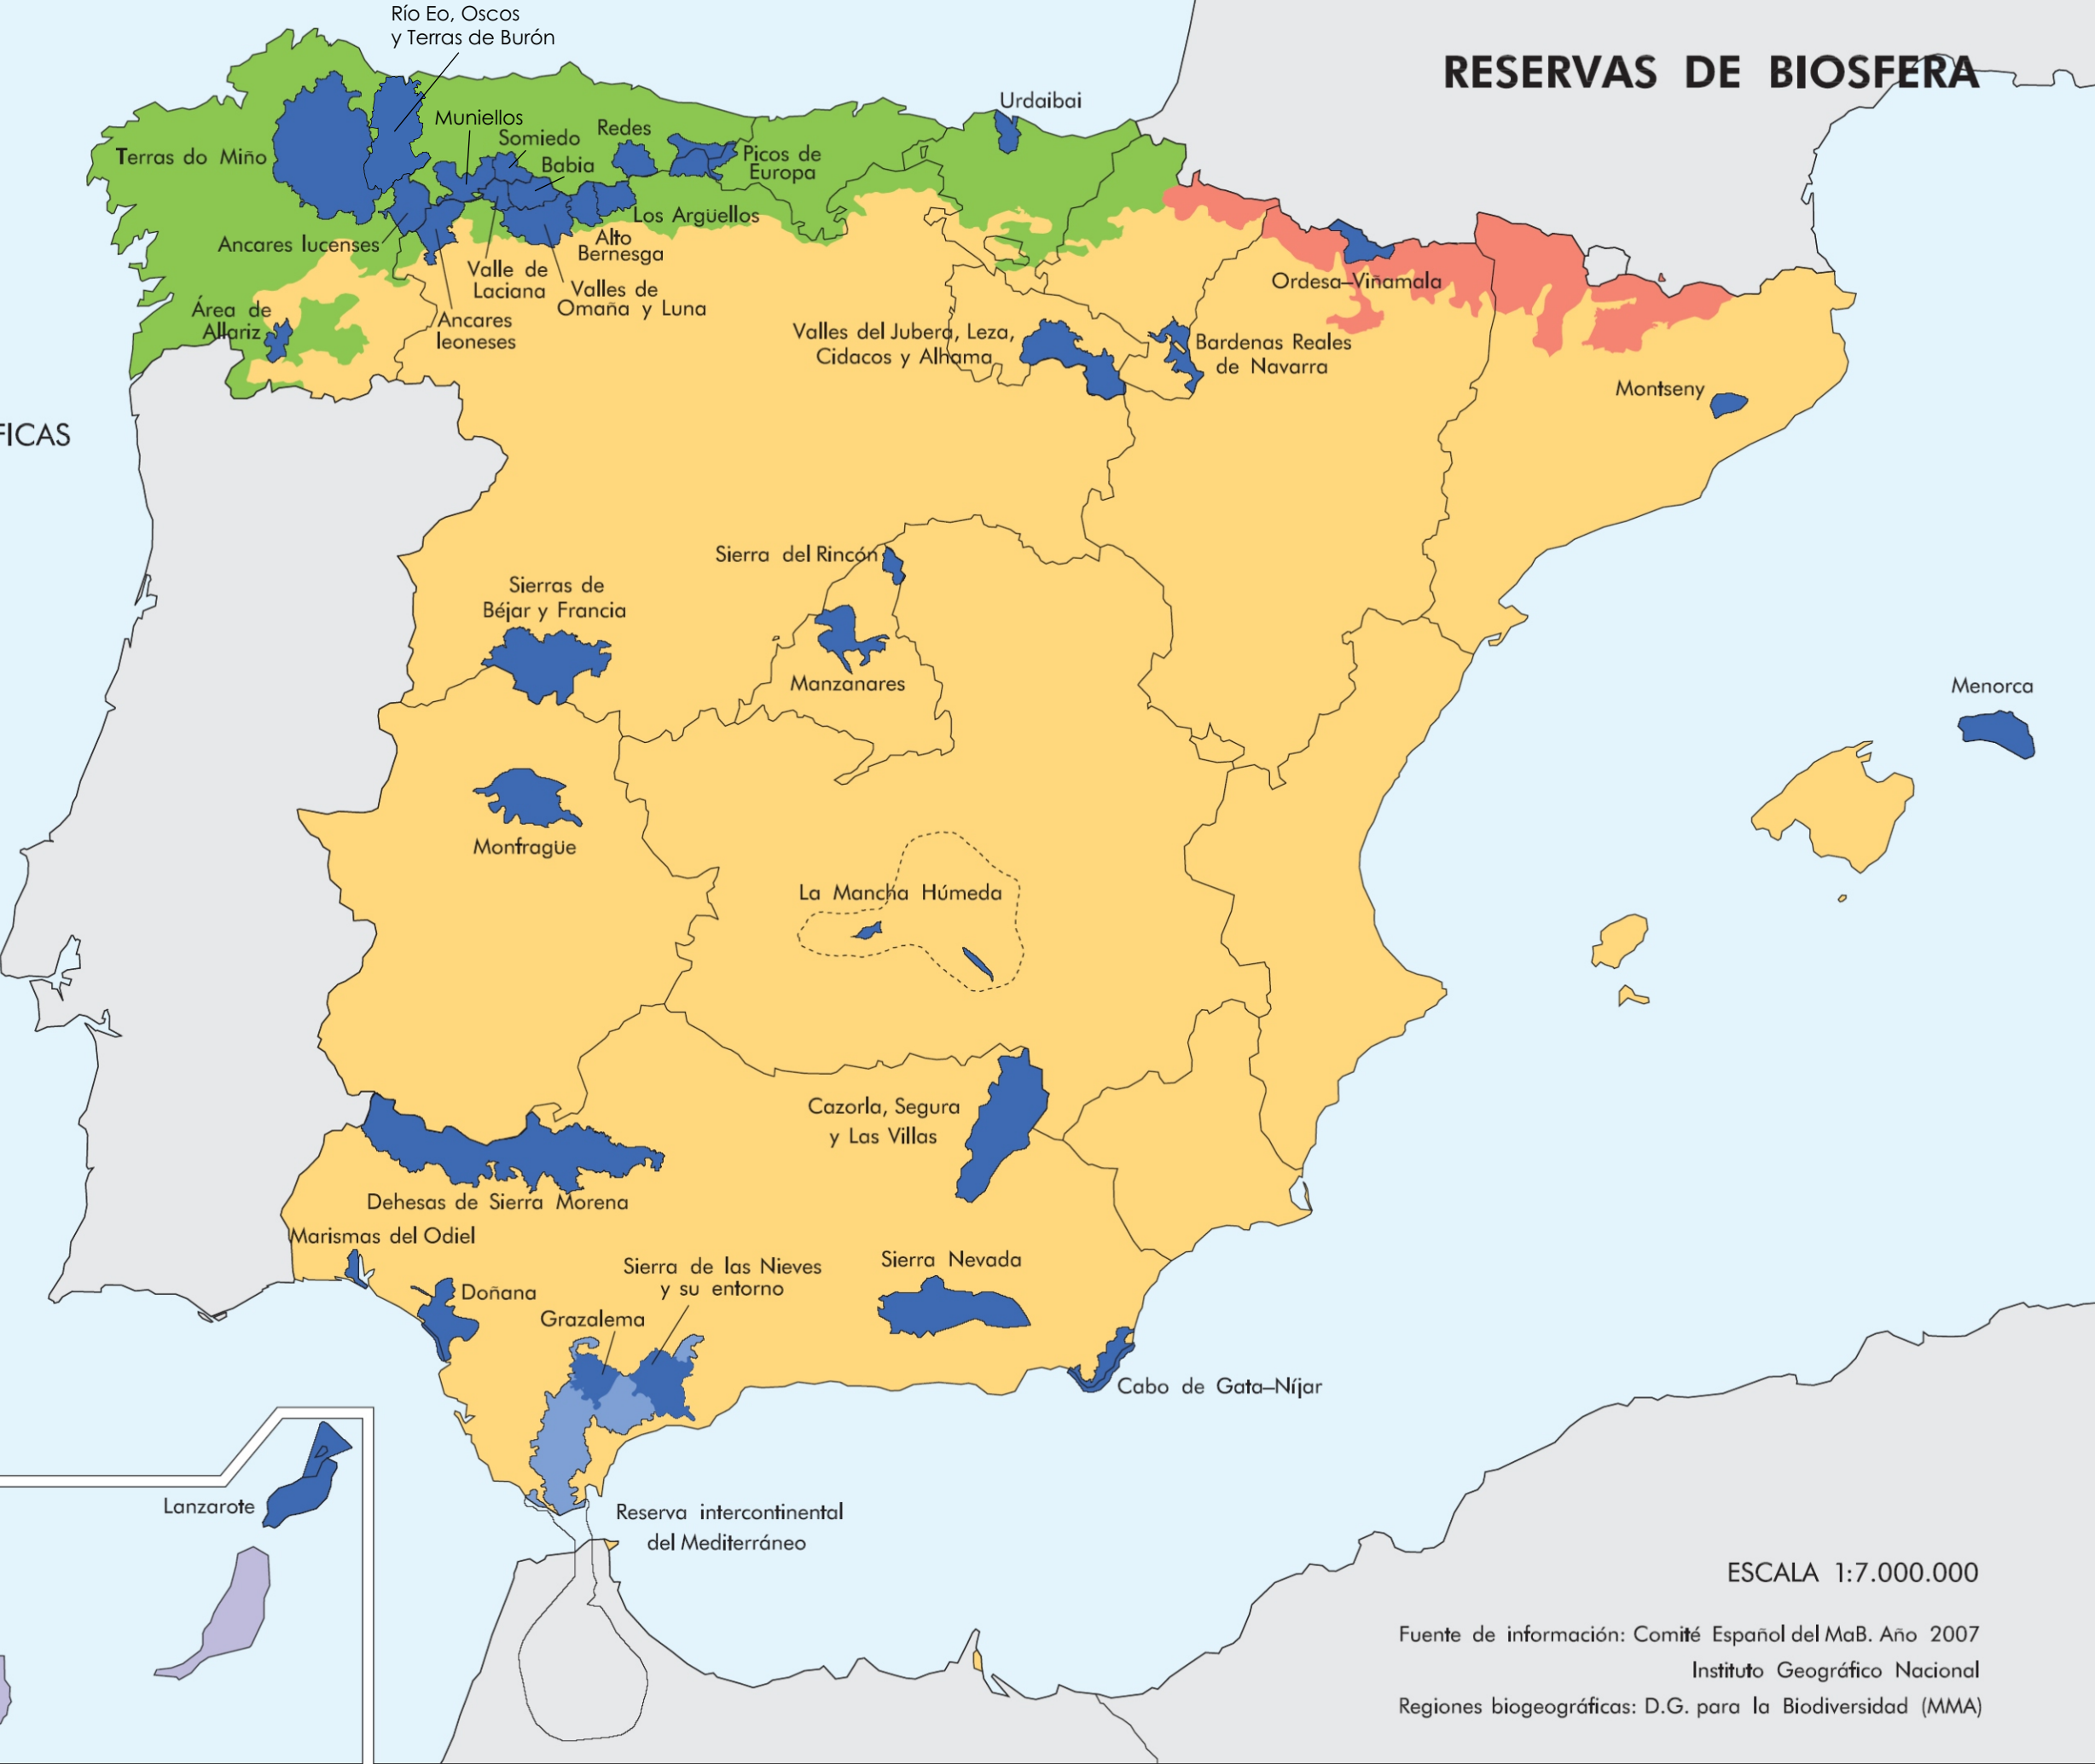 Río Eo, Oscos
y Terras de Burón
RESERVAS DE BIOSFERA
Urdaibai
Muniellos
Somiedo
Redes
Babia
Picos de
Europa
Terras do Miño
Los Argüellos
Ancares lucenses
Alto
Bernesga
Valle de
Laciana
Valles de
Omaña y Luna
Ordesa–Viñamala
Área de
Allariz
Ancares
leoneses
Valles del Jubera, Leza,
Cidacos y Alhama
Bardenas Reales
de Navarra
Montseny
FICAS
Sierra del Rincón
Sierras de
Béjar y Francia
Manzanares
Menorca
Monfragüe
La Mancha Húmeda
Cazorla, Segura
y Las Villas
Dehesas de Sierra Morena
Marismas del Odiel
Sierra de las Nieves
y su entorno
Sierra Nevada
Doñana
Grazalema
Cabo de Gata–Níjar
Lanzarote
Reserva intercontinental
del Mediterráneo
ESCALA 1:7.000.000
Fuente de información: Comité Español del MaB. Año 2007
Instituto Geográfico Nacional
Regiones biogeográficas: D.G. para la Biodiversidad (MMA)